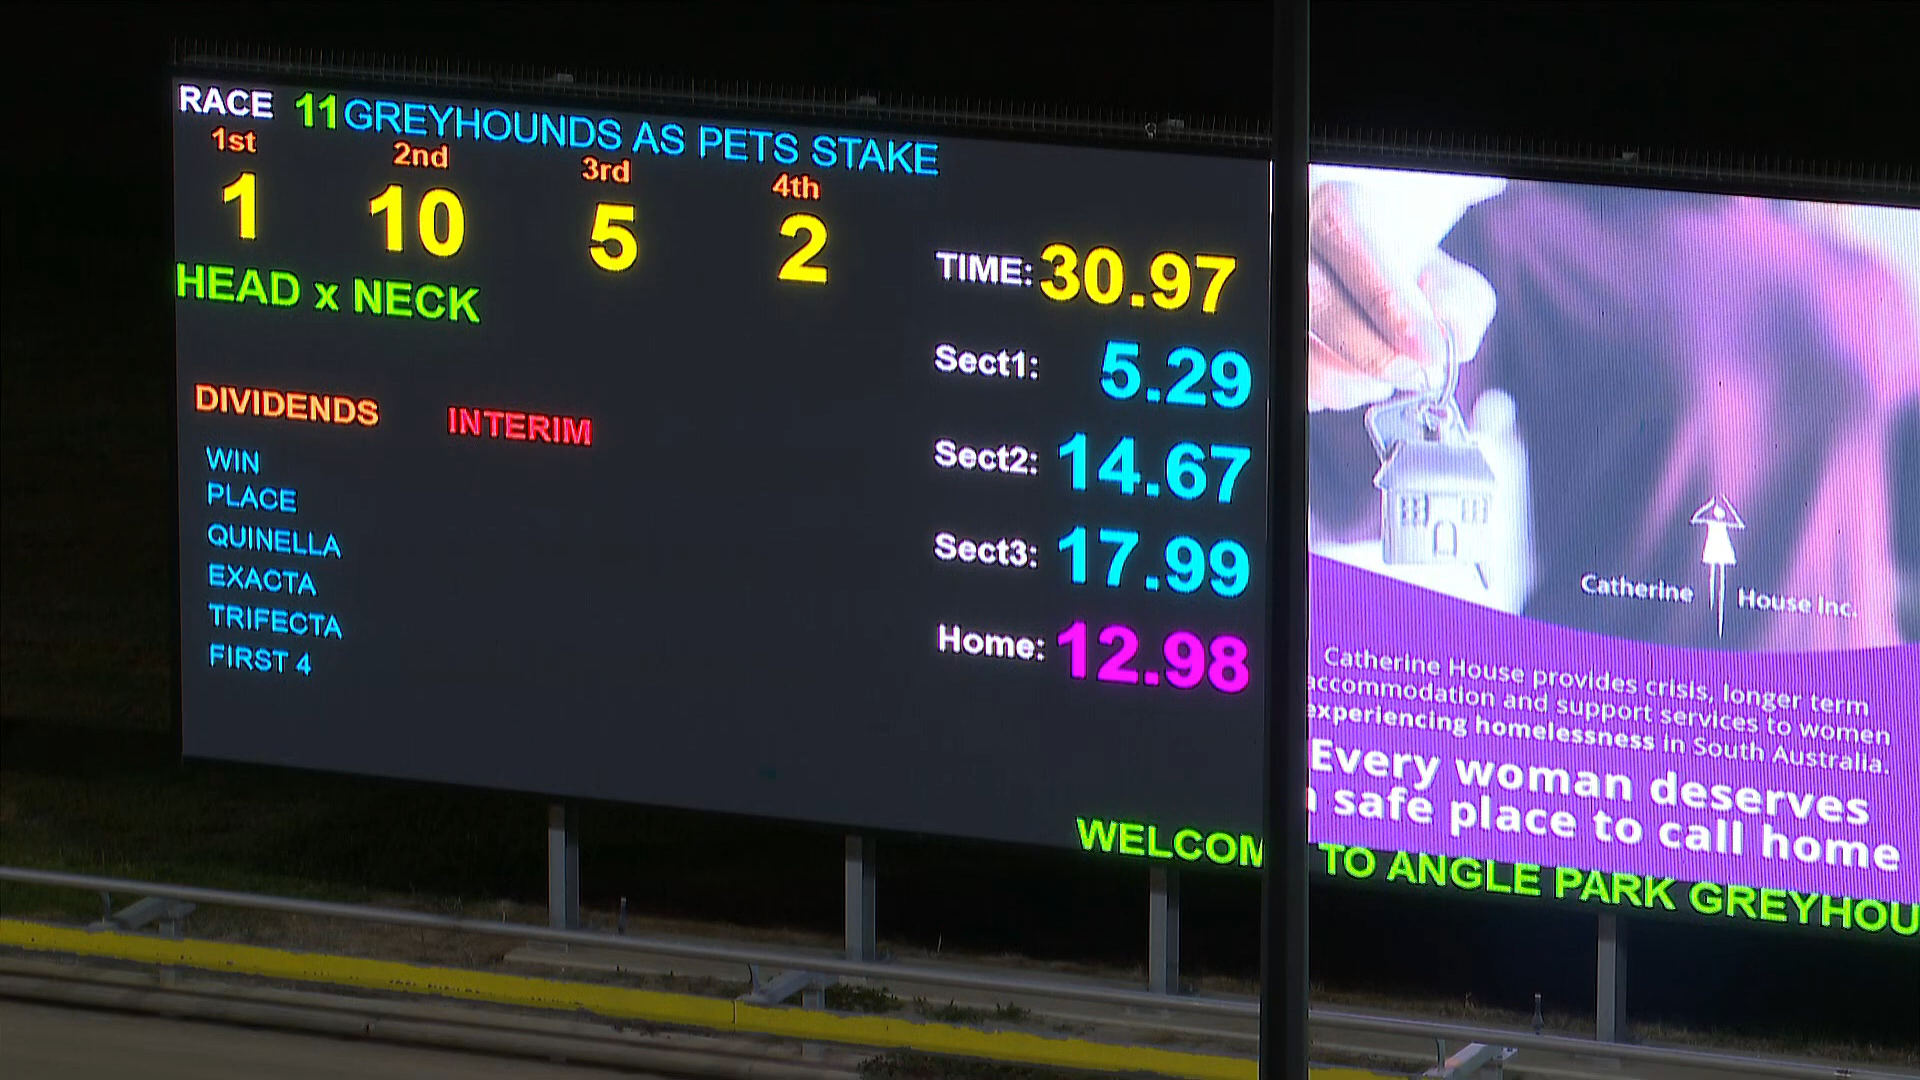 RACE 11 GREYHOUNDS AS PETS STAKE
1st 2nd 3rd 4th
1 10 5 2
HEAD x NECK
TIME: 30.97
Sect1: 5.29
Sect2: 14.67
Sect3: 17.99
Home: 12.98
DIVIDENDS INTERIM
WIN
PLACE
QUINELLA
EXACTA
TRIFECTA
FIRST 4
Catherine House Inc.
Catherine House provides crisis, longer term
accommodation and support services to women
experiencing homelessness in South Australia.
Every woman deserves
a safe place to call home
WELCOM TO ANGLE PARK GREYHOU